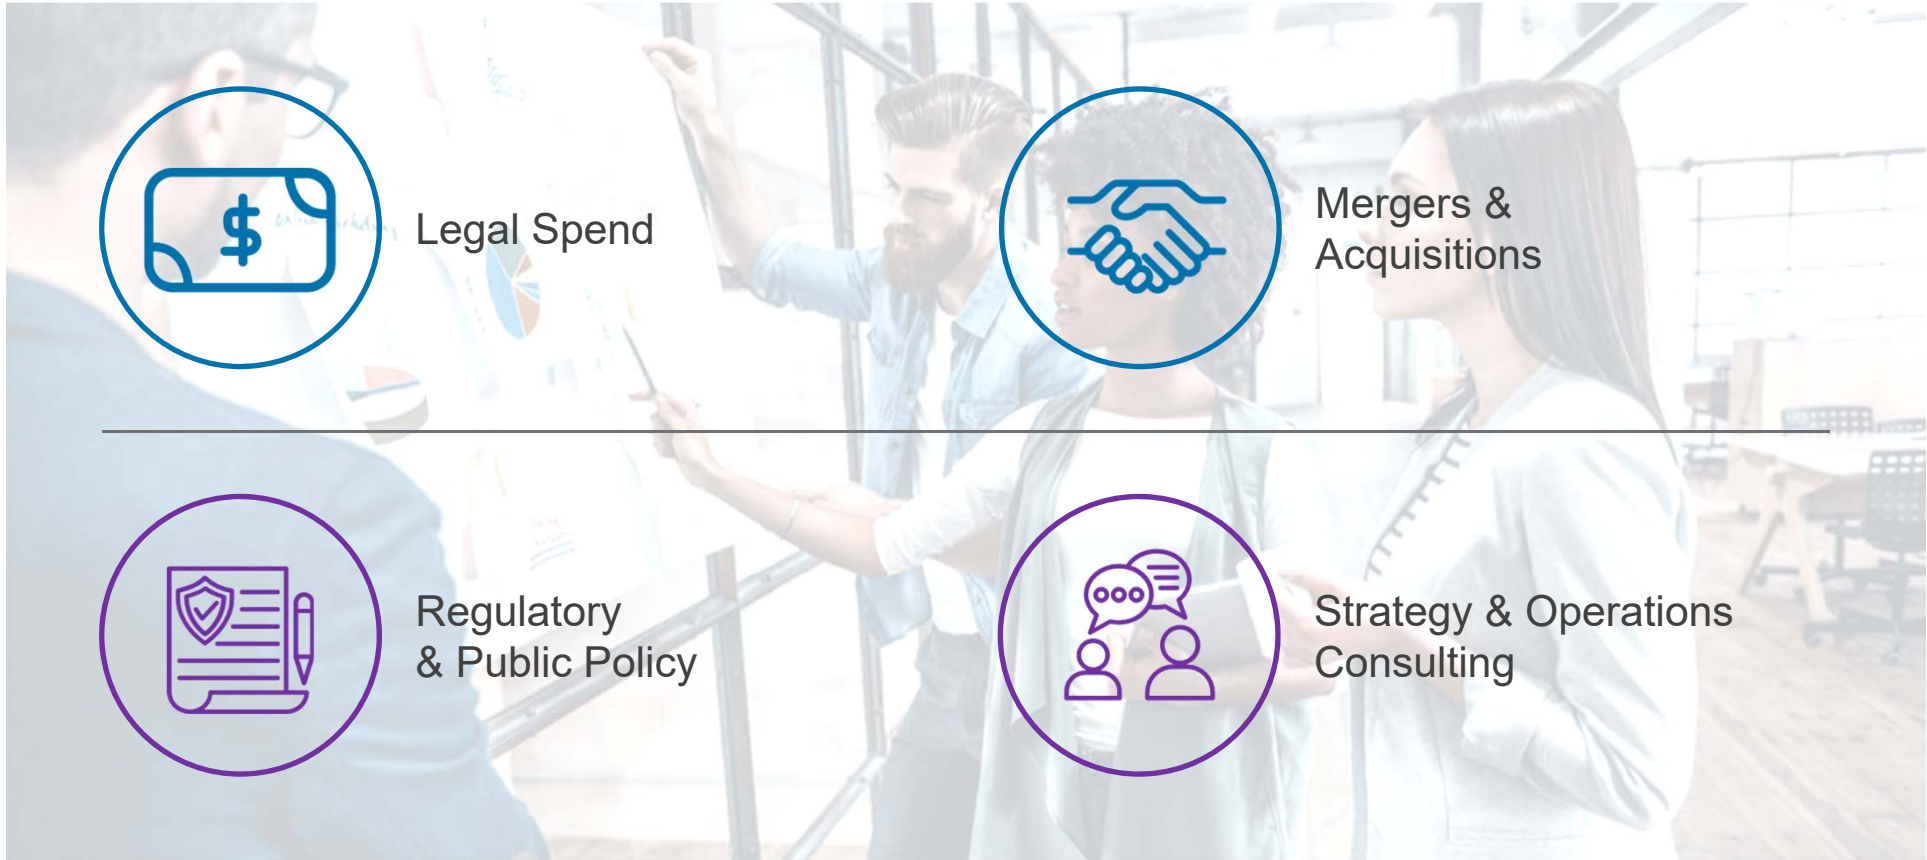 Legal Spend
Mergers &
Acquisitions
Regulatory
& Public Policy
Strategy & Operations
Consulting
$